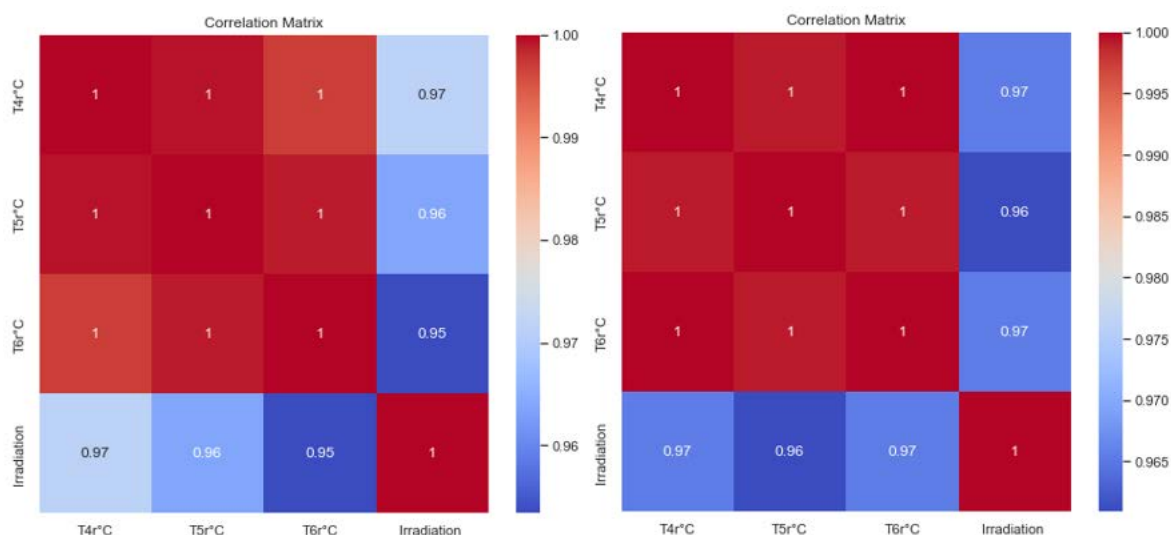 Correlation Matrix
T4r°C 1 1 1 0.97
T5r°C 1 1 1 0.96
T6r°C 1 1 1 0.95
Irradiation 0.97 0.96 0.95 1
T4r°C T5r°C T6r°C Irradiation
1.00
0.99
0.98
0.97
0.96
Correlation Matrix
T4r°C 1 1 1 0.97
T5r°C 1 1 1 0.96
T6r°C 1 1 1 0.97
Irradiation 0.97 0.96 0.97 1
T4r°C T5r°C T6r°C Irradiation
1.000
0.995
0.990
0.985
0.980
0.975
0.970
0.965